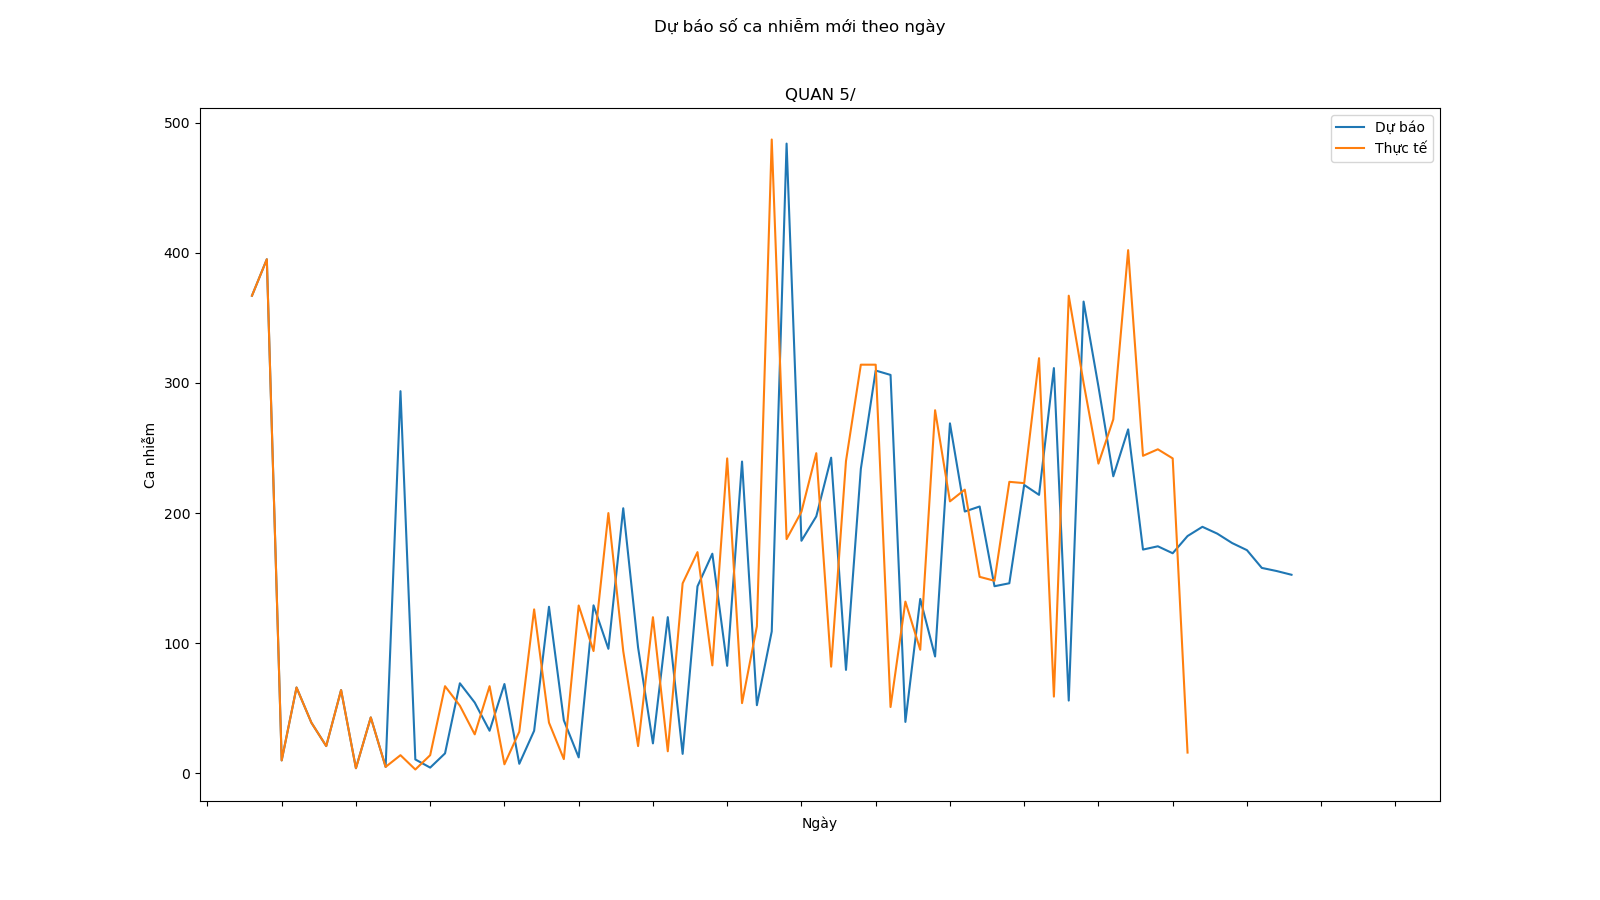 Dự báo số ca nhiễm mới theo ngày
QUAN 5/
500
400
300
200
100
0
Ca nhiễm
Ngày
Dự báo
Thực tế